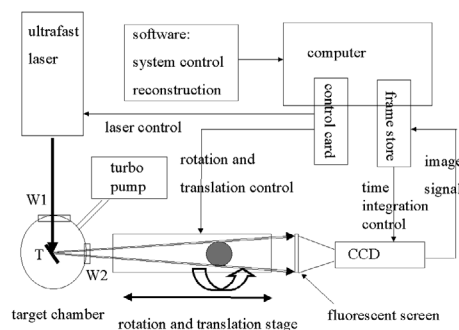 ultrafast
laser
software:
system control
reconstruction
computer
control
card
frame store
laser control
turbo
pump
rotation and
translation control
time
integration
control
image
signal
W1
T
W2
CCD
target chamber
rotation and translation stage
fluorescent screen